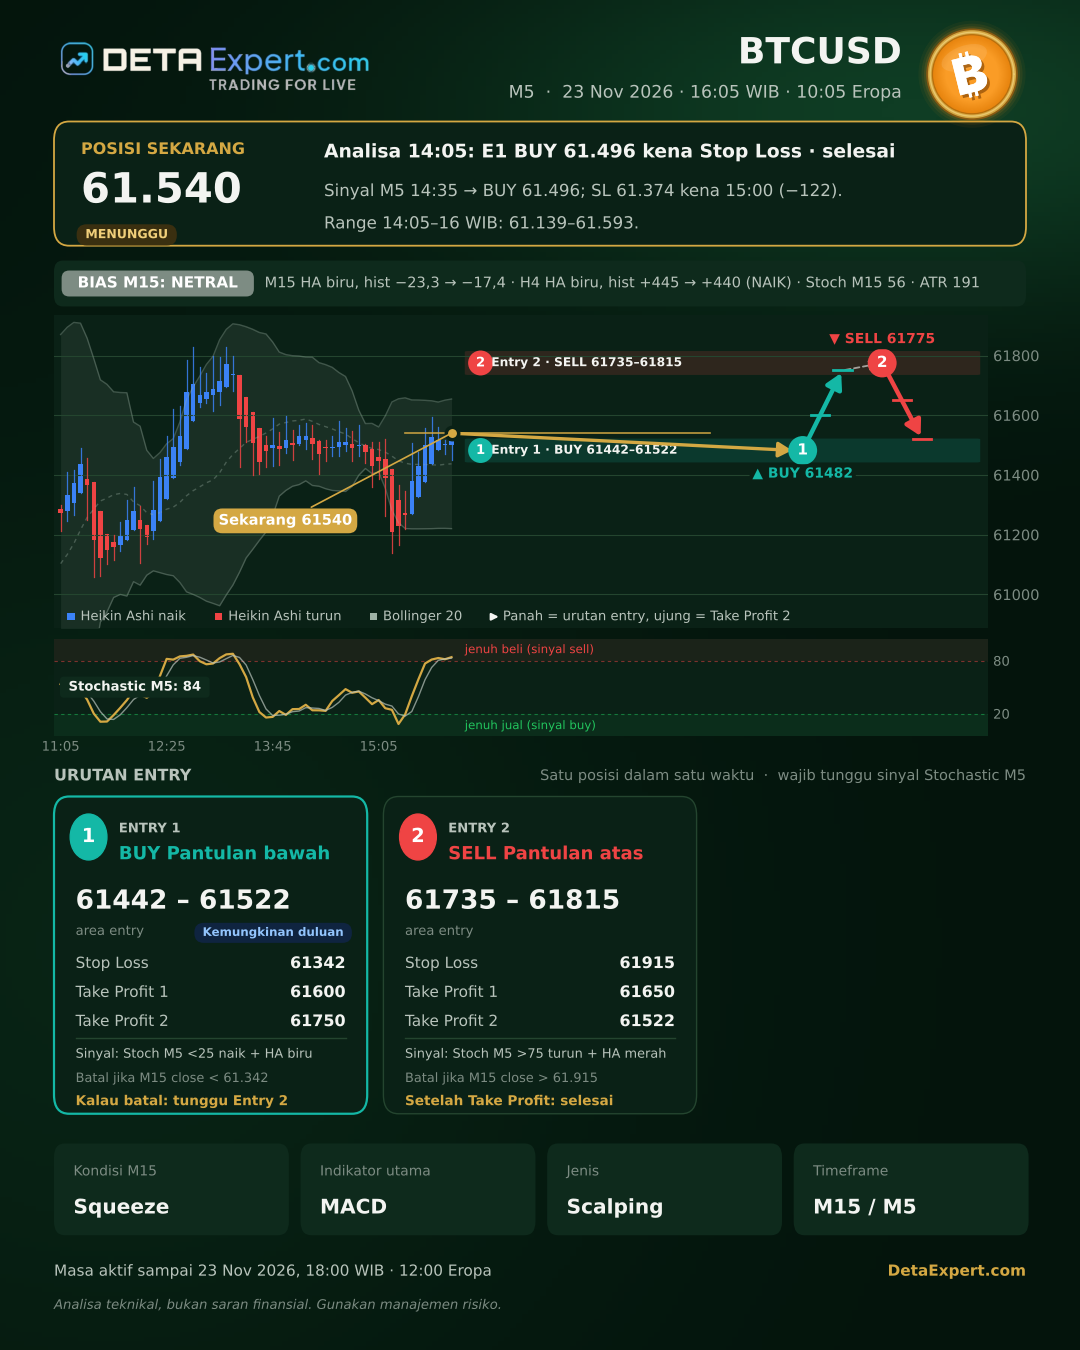 DETA Expert.com
TRADING FOR LIVE
BTCUSD
M5 · 23 Nov 2026 · 16:05 WIB · 10:05 Eropa
POSISI SEKARANG
61.540
MENUNGGU
Analisa 14:05: E1 BUY 61.496 kena Stop Loss · selesai
Sinyal M5 14:35 → BUY 61.496; SL 61.374 kena 15:00 (−122).
Range 14:05–16 WIB: 61.139–61.593.
BIAS M15: NETRAL
M15 HA biru, hist −23,3 → −17,4 · H4 HA biru, hist +445 → +440 (NAIK) · Stoch M15 56 · ATR 191
▼ SELL 61775
2 Entry 2 · SELL 61735–61815
2
61800
61600
1 Entry 1 · BUY 61442–61522
1
▲ BUY 61482
61400
Sekarang 61540
61200
61000
Heikin Ashi naik
Heikin Ashi turun
Bollinger 20
Panah = urutan entry, ujung = Take Profit 2
jenuh beli (sinyal sell)
80
Stochastic M5: 84
20
jenuh jual (sinyal buy)
11:05 12:25 13:45 15:05
URUTAN ENTRY
Satu posisi dalam satu waktu · wajib tunggu sinyal Stochastic M5
1
ENTRY 1
BUY Pantulan bawah
61442 – 61522
area entry
Kemungkinan duluan
Stop Loss 61342
Take Profit 1 61600
Take Profit 2 61750
Sinyal: Stoch M5 <25 naik + HA biru
Batal jika M15 close < 61.342
Kalau batal: tunggu Entry 2
2
ENTRY 2
SELL Pantulan atas
61735 – 61815
area entry
Stop Loss 61915
Take Profit 1 61650
Take Profit 2 61522
Sinyal: Stoch M5 >75 turun + HA merah
Batal jika M15 close > 61.915
Setelah Take Profit: selesai
Kondisi M15
Squeeze
Indikator utama
MACD
Jenis
Scalping
Timeframe
M15 / M5
Masa aktif sampai 23 Nov 2026, 18:00 WIB · 12:00 Eropa
DetaExpert.com
Analisa teknikal, bukan saran finansial. Gunakan manajemen risiko.